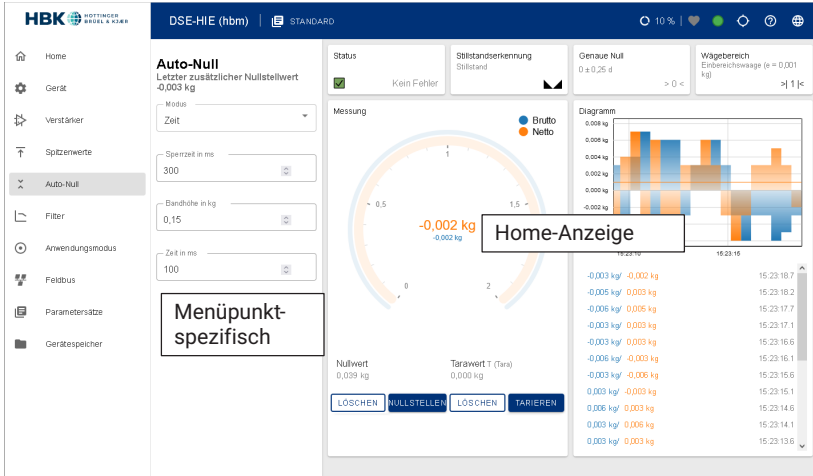 HBK HOTTINGER BRÜEL & KJÆR
DSE-HIE (hbm)
STANDARD
10 %
Home
Gerät
Verstärker
Spitzenwerte
Auto-Null
Filter
Anwendungsmodus
Feldbus
Parametersätze
Gerätespeicher
Auto-Null
Letzter zusätzlicher Nullstellwert
-0,003 kg
Modus
Zeit
Sperrzeit in ms
300
Bandhöhe in kg
0,15
Zeit in ms
100
Menüpunkt-
spezifisch
Status
Kein Fehler
Stillstandserkennung
Stillstand
Genaue Null
0 ± 0,25 d
> 0 <
Wägebereich
Einbereichswaage (e = 0,001
kg)
>| 1 |<
Messung
Brutto
Netto
1
0,5
1,5
-0,002 kg
-0,002 kg
0
2
Home-Anzeige
Nullwert
0,039 kg
Tarawert T (Tara)
0,000 kg
LÖSCHEN
NULLSTELLEN
LÖSCHEN
TARIEREN
Diagramm
0,008 kg
0,006 kg
0,004 kg
0,002 kg
0,000 kg
-0,002 kg
15:23:10
15:23:15
-0,003 kg/ -0,002 kg 15:23:18.7
-0,005 kg/ 0,003 kg 15:23:18.2
-0,006 kg/ 0,005 kg 15:23:17.7
-0,003 kg/ 0,003 kg 15:23:17.1
-0,003 kg/ 0,003 kg 15:23:16.6
-0,006 kg/ -0,003 kg 15:23:16.1
-0,003 kg/ -0,006 kg 15:23:15.6
0,003 kg/ -0,003 kg 15:23:15.1
0,006 kg/ 0,003 kg 15:23:14.6
0,003 kg/ 0,006 kg 15:23:14.1
0,003 kg/ 0,003 kg 15:23:13.6